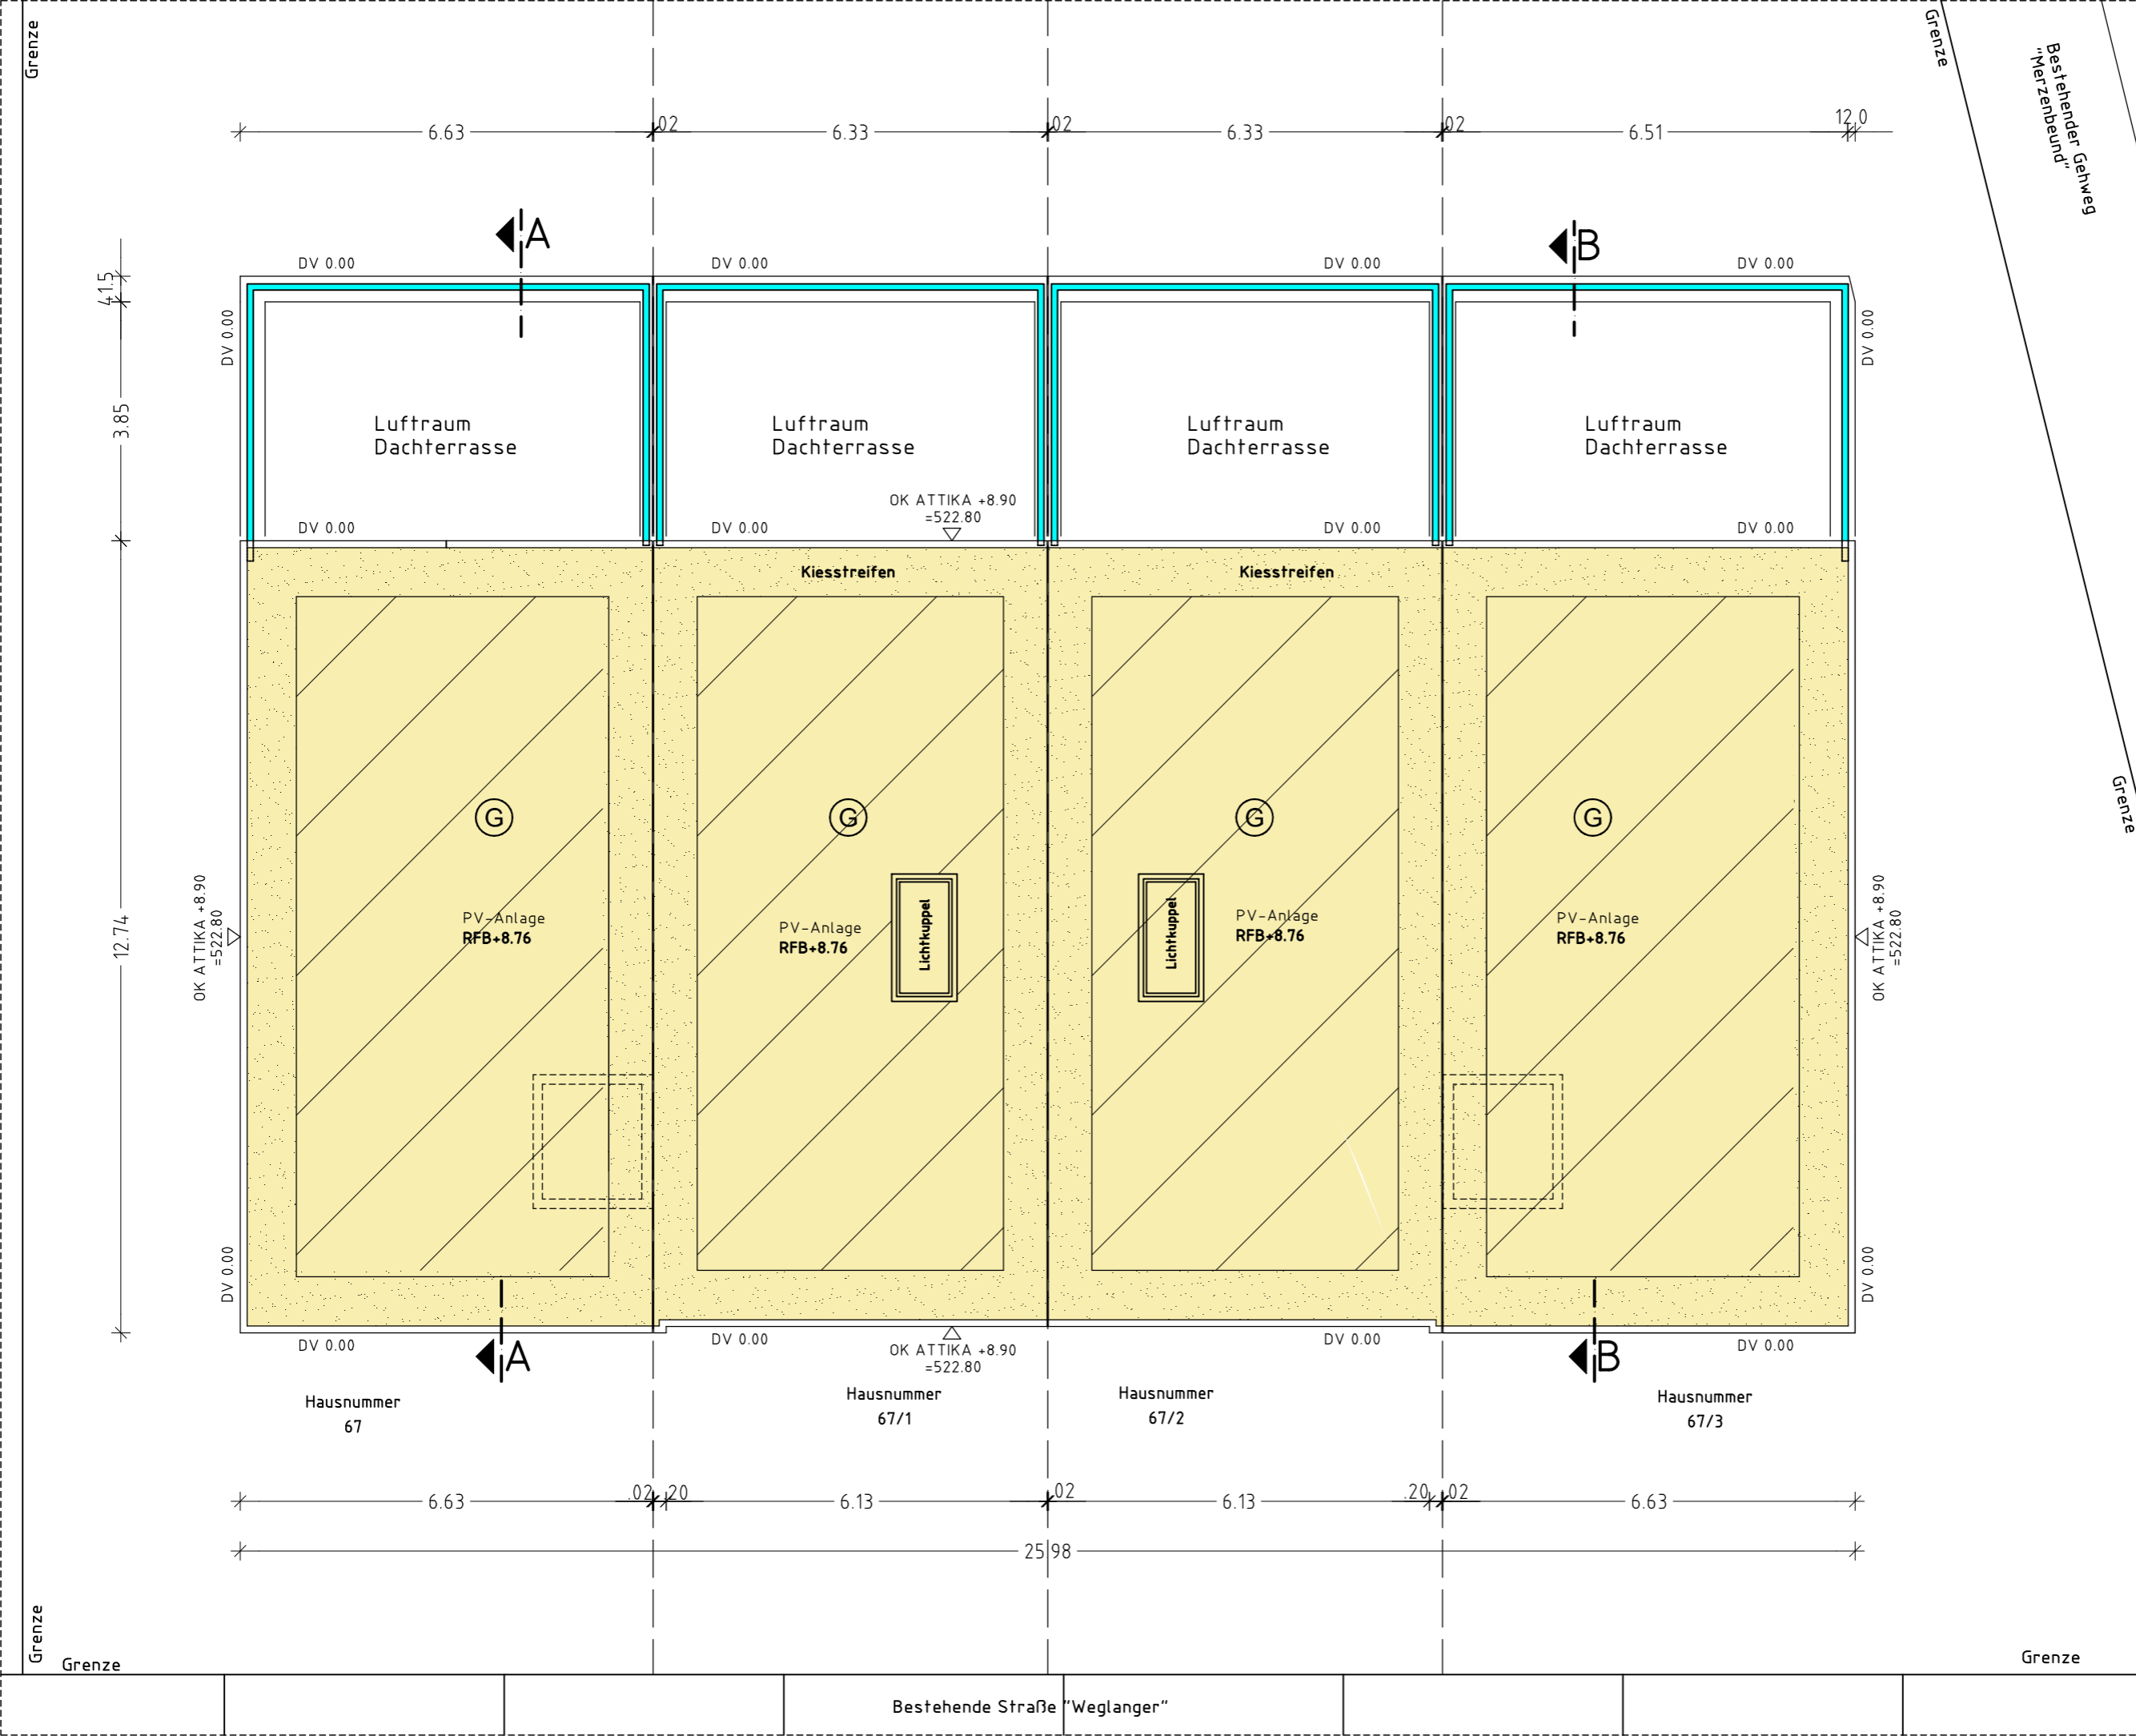 Grenze
Grenze
Bestehender Gehweg
"Merzenbeund"
6.63
.02
6.33
.02
6.33
.02
6.51
12.0
A
B
DV 0.00
DV 0.00
DV 0.00
DV 0.00
41.5
DV 0.00
DV 0.00
3.85
Luftraum
Dachterrasse
Luftraum
Dachterrasse
Luftraum
Dachterrasse
Luftraum
Dachterrasse
OK ATTIKA +8.90
=522.80
DV 0.00
DV 0.00
DV 0.00
DV 0.00
Kiesstreifen
Kiesstreifen
Grenze
G
G
G
G
12.74
OK ATTIKA +8.90
=522.80
PV-Anlage
RFB+8.76
PV-Anlage
RFB+8.76
Lichtkuppel
Lichtkuppel
PV-Anlage
RFB+8.76
PV-Anlage
RFB+8.76
OK ATTIKA +8.90
=522.80
DV 0.00
DV 0.00
DV 0.00
DV 0.00
DV 0.00
DV 0.00
A
OK ATTIKA +8.90
=522.80
B
Hausnummer
67
Hausnummer
67/1
Hausnummer
67/2
Hausnummer
67/3
6.63
.02
.20
6.13
.02
6.13
.20
.02
6.63
25.98
Grenze
Grenze
Grenze
Bestehende Straße "Weglanger"